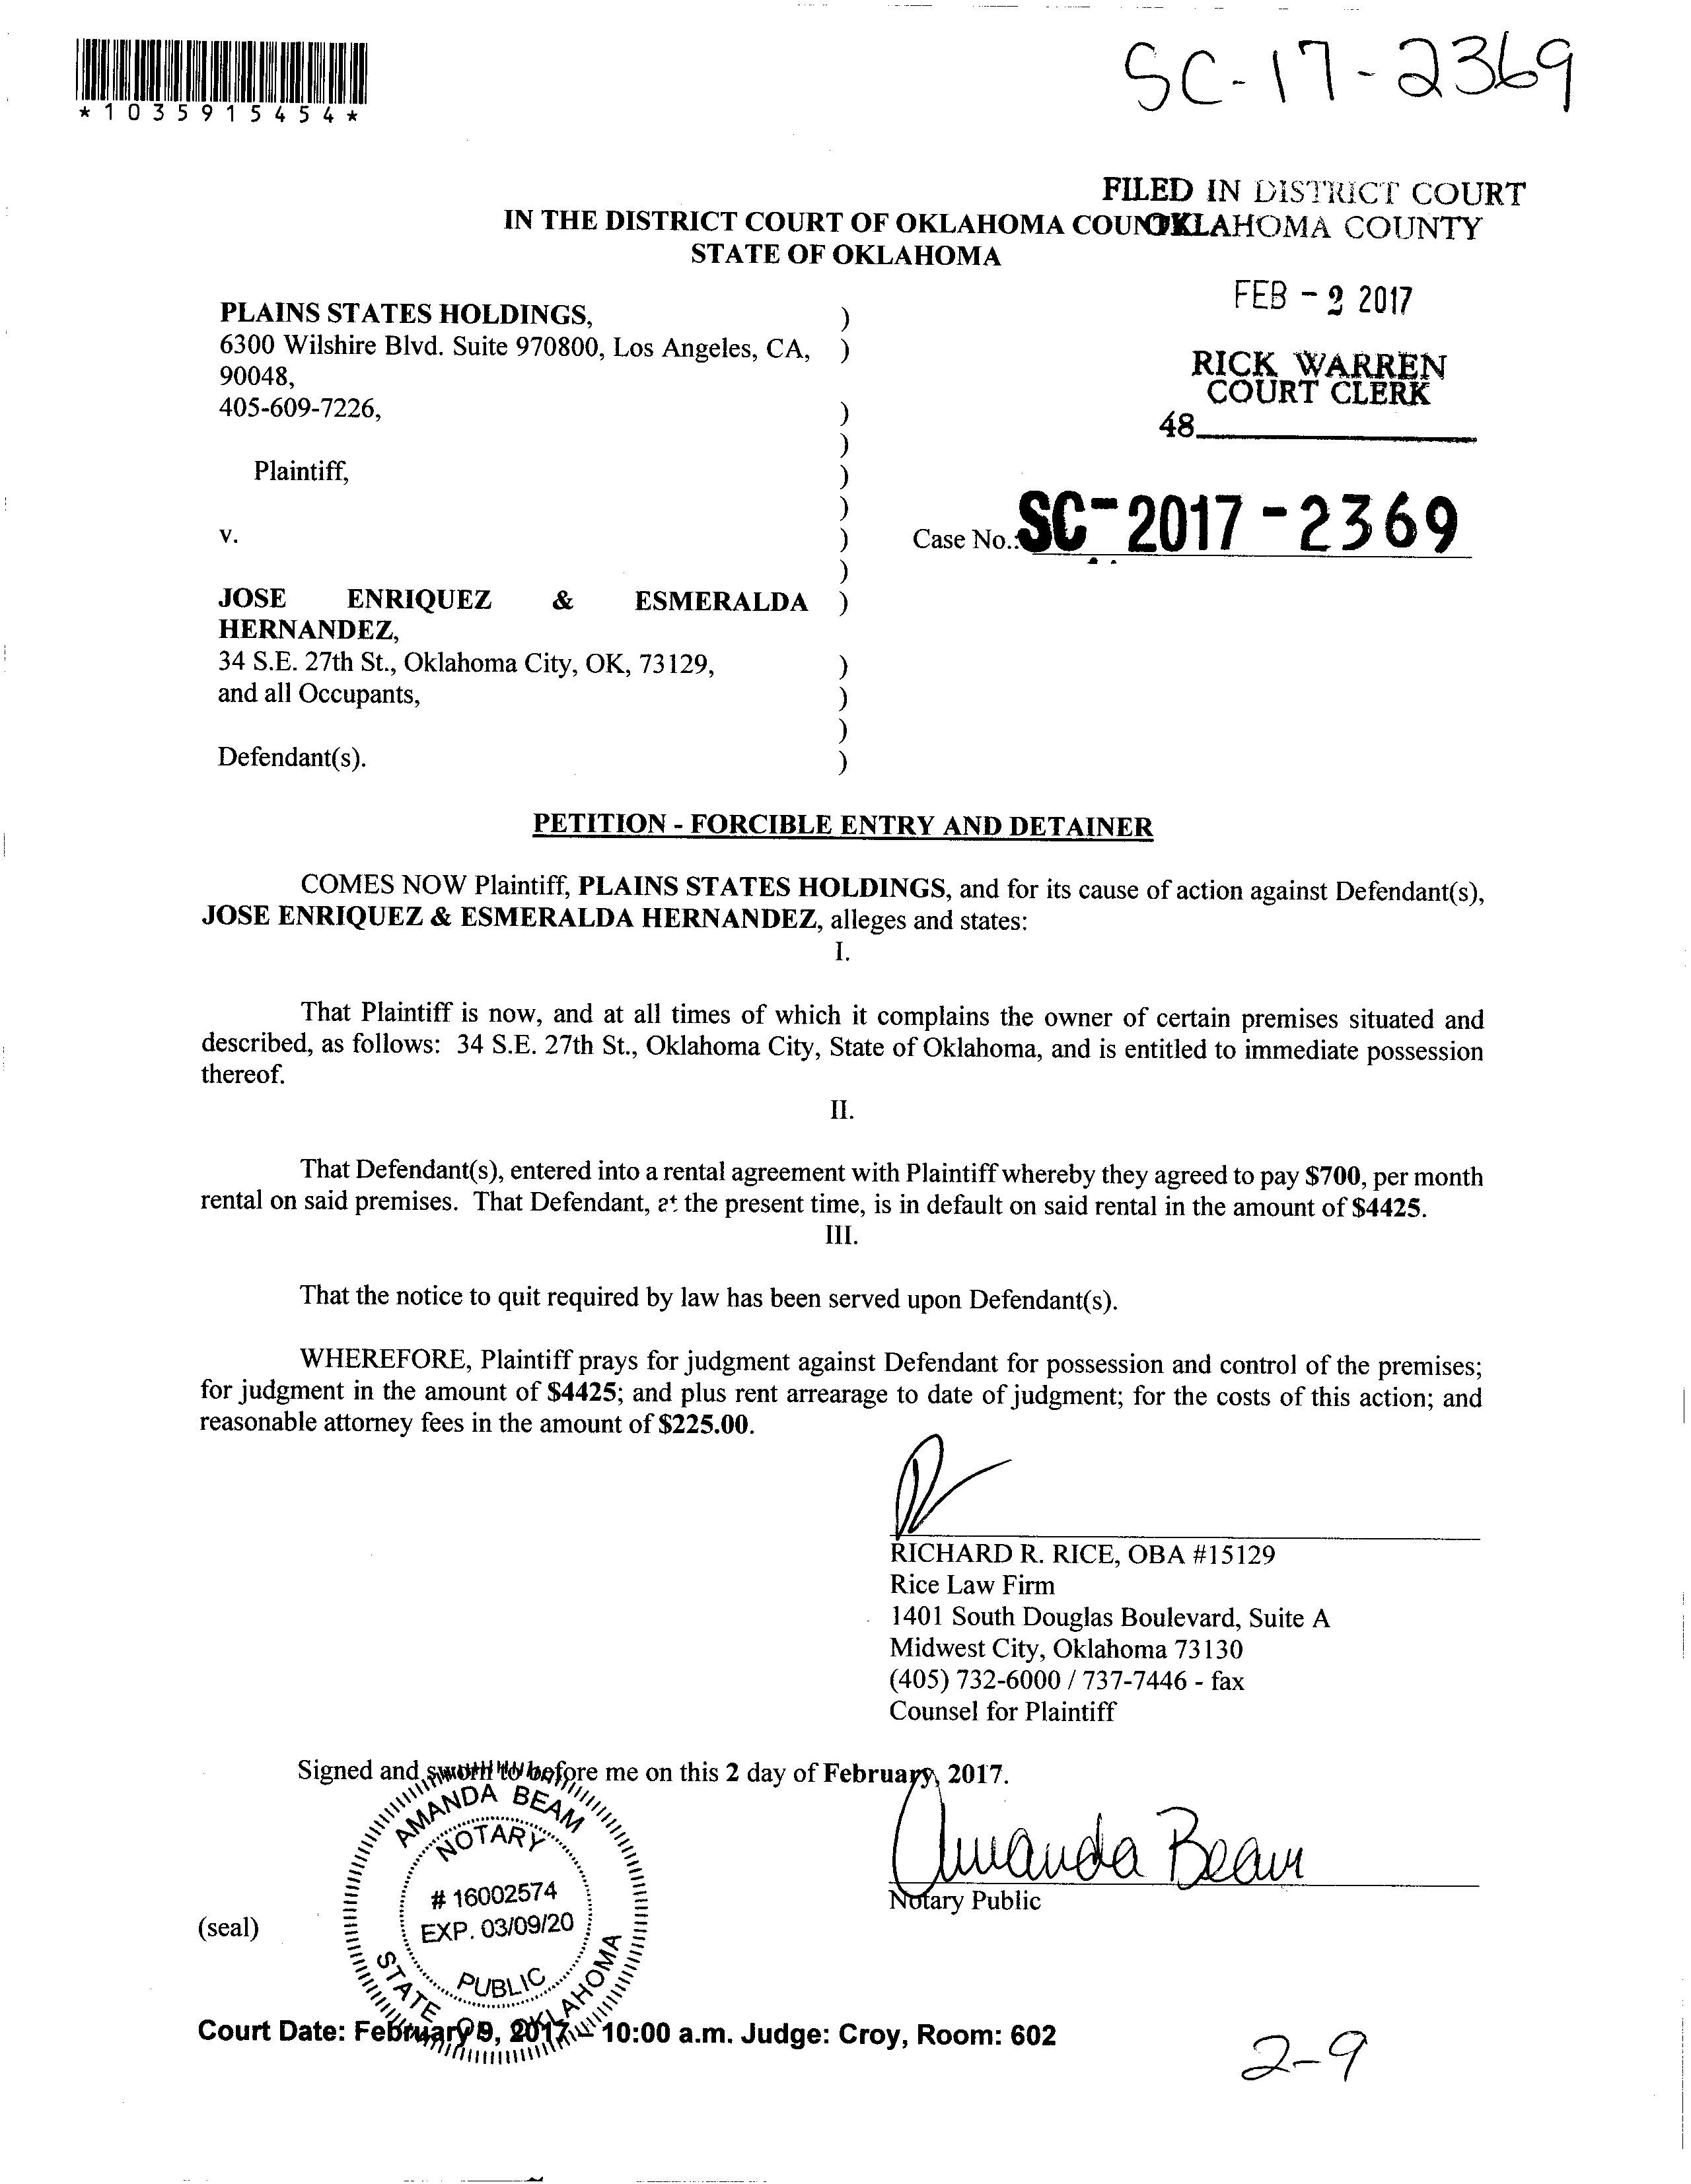 SC-17-2369
*1035915454*
FILED IN DISTRICT COURT
OKLAHOMA COUNTY
IN THE DISTRICT COURT OF OKLAHOMA
STATE OF OKLAHOMA
FEB - 2 2017
RICK WARREN
COURT CLERK
48
PLAINS STATES HOLDINGS, )
6300 Wilshire Blvd. Suite 970800, Los Angeles, CA, )
90048,
405-609-7226, )
)
Plaintiff, )
)
v. )
Case No.: SC-2017-2369
)
JOSE ENRIQUEZ & ESMERALDA )
HERNANDEZ,
34 S.E. 27th St., Oklahoma City, OK, 73129, )
and all Occupants, )
)
Defendant(s). )
PETITION - FORCIBLE ENTRY AND DETAINER
COMES NOW Plaintiff, PLAINS STATES HOLDINGS, and for its cause of action against Defendant(s),
JOSE ENRIQUEZ & ESMERALDA HERNANDEZ, alleges and states:
I.
That Plaintiff is now, and at all times of which it complains the owner of certain premises situated and
described, as follows: 34 S.E. 27th St., Oklahoma City, State of Oklahoma, and is entitled to immediate possession
thereof.
II.
That Defendant(s), entered into a rental agreement with Plaintiff whereby they agreed to pay $700, per month
rental on said premises. That Defendant, at the present time, is in default on said rental in the amount of $4425.
III.
That the notice to quit required by law has been served upon Defendant(s).
WHEREFORE, Plaintiff prays for judgment against Defendant for possession and control of the premises;
for judgment in the amount of $4425; and plus rent arrearage to date of judgment; for the costs of this action; and
reasonable attorney fees in the amount of $225.00.
RICHARD R. RICE, OBA #15129
Rice Law Firm
1401 South Douglas Boulevard, Suite A
Midwest City, Oklahoma 73130
(405) 732-6000 / 737-7446 - fax
Counsel for Plaintiff
Signed and sworn to before me on this 2 day of February, 2017.
AMANDA BEAM
NOTARY
# 16002574
EXP. 03/09/20
PUBLIC
STATE OF OKLAHOMA
Amanda Beam
Notary Public
(seal)
Court Date: February 9, 2017 - 10:00 a.m. Judge: Croy, Room: 602
2-9